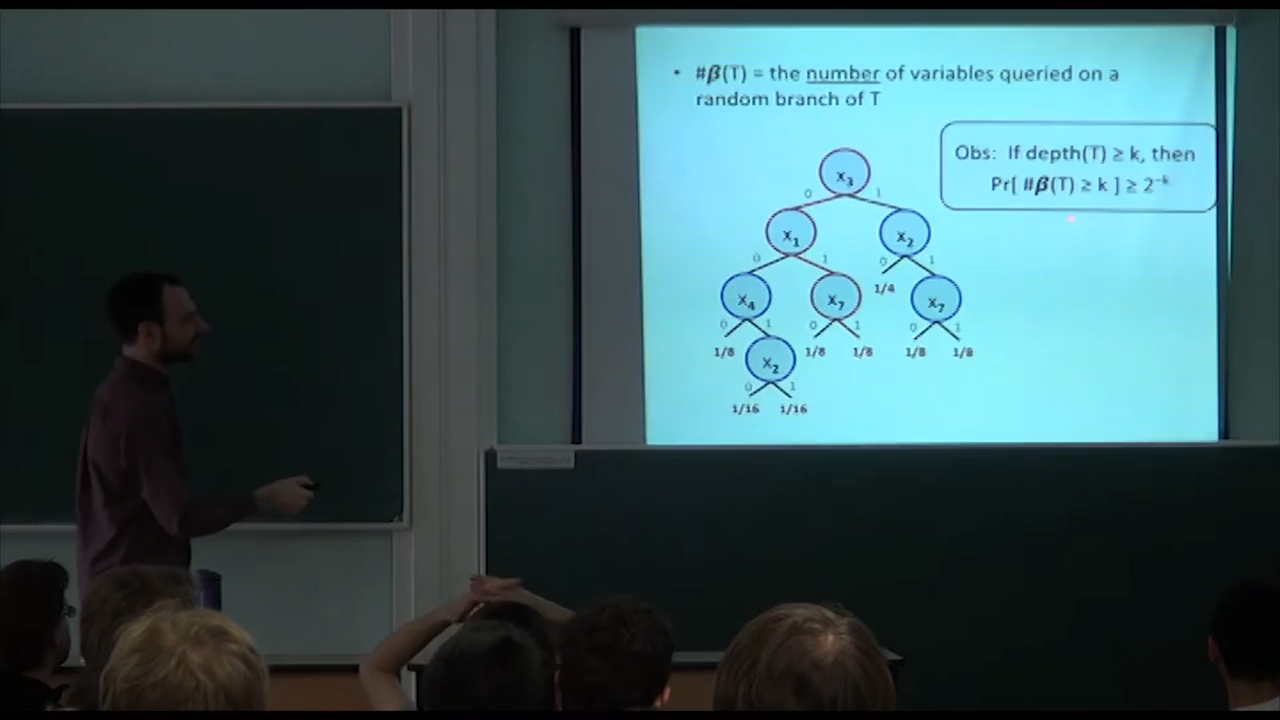 • #β(T) = the number of variables queried on a
random branch of T
Obs: If depth(T) ≥ k, then
Pr[ #β(T) ≥ k ] ≥ 2⁻ᵏ
x₃
0 1
x₁ x₂
0 1 0 1
1/4
x₄ x₇ x₇
0 1 0 1 0 1
1/8 1/8 1/8 1/8 1/8
x₂
0 1
1/16 1/16